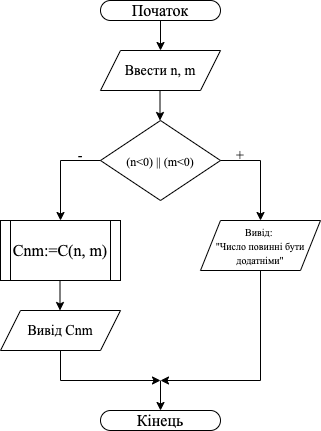 Початок
Ввести n, m
(n<0) || (m<0)
-
+
Cnm:=C(n, m)
Вивід:
"Число повинні бути
додатніми"
Вивід Cnm
Кінець